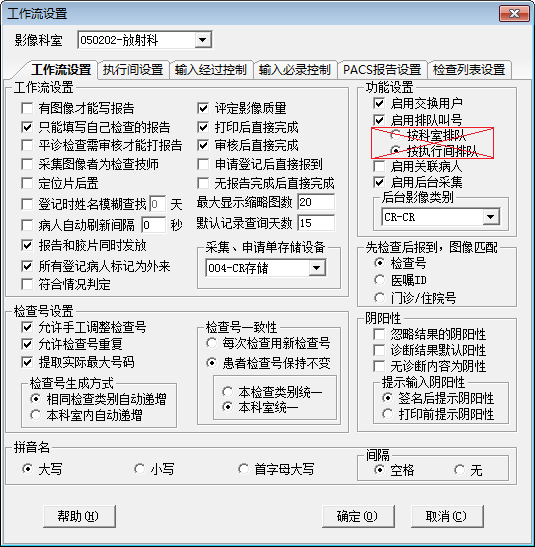 工作流设置
影像科室 050202-放射科
工作流设置 执行间设置 输入经过控制 输入必录控制 PACS报告设置 检查列表设置
工作流设置
有图像才能写报告
只能填写自己检查的报告
平诊检查需审核才能打报告
采集图像者为检查技师
定位片后置
登记时姓名模糊查找 0 天
病人自动刷新间隔 0 秒
报告和胶片同时发放
所有登记病人标记为外来
符合情况判定
评定影像质量
打印后直接完成
审核后直接完成
申请登记后直接报到
无报告完成后直接完成
最大显示缩略图数 20
默认记录查询天数 15
采集、申请单存储设备
004-CR存储
功能设置
启用交换用户
启用排队叫号
按科室排队
按执行间排队
启用关联病人
启用后台采集
后台影像类别
CR-CR
先检查后报到,图像匹配
检查号
医嘱ID
门诊/住院号
检查号设置
允许手工调整检查号
允许检查号重复
提取实际最大号码
检查号生成方式
相同检查类别自动递增
本科室内自动递增
检查号一致性
每次检查用新检查号
患者检查号保持不变
本检查类别统一
本科室统一
阴阳性
忽略结果的阴阳性
诊断结果默认阳性
无诊断内容为阴性
提示输入阴阳性
签名后提示阴阳性
打印前提示阴阳性
拼音名
大写 小写 首字母大写
间隔
空格 无
帮助(H) 确定(O) 取消(C)